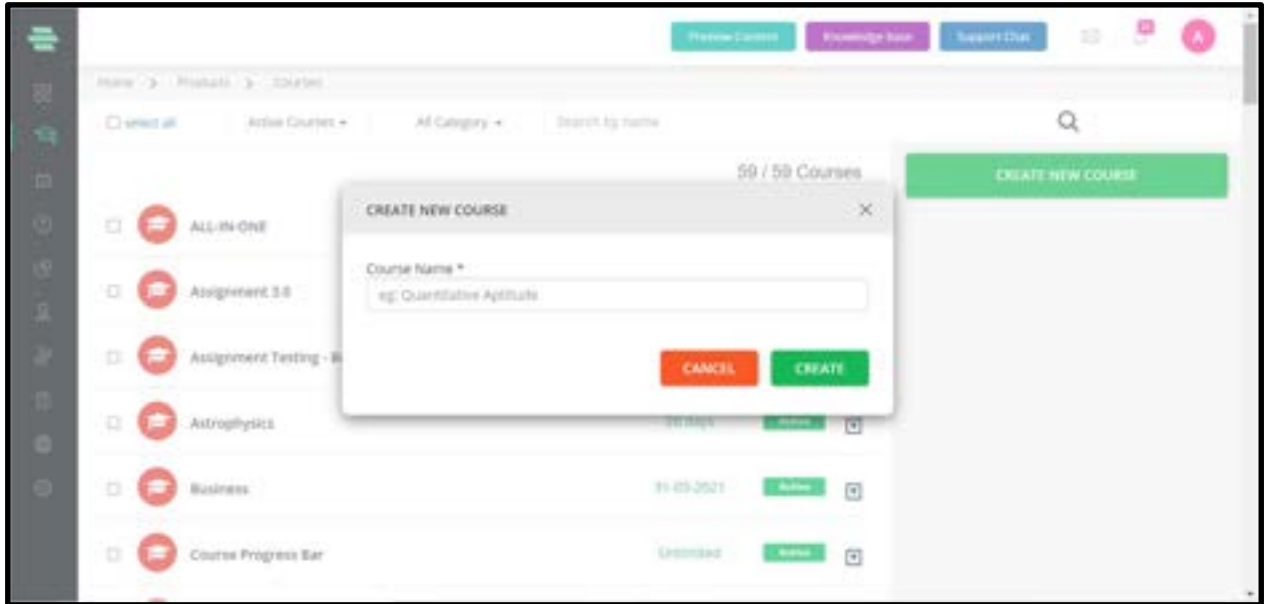 Preview Content Knowledge Base Support Chat A
Home > Products > Courses
select all Active Courses All Category Search by name
59 / 59 Courses
CREATE NEW COURSE
CREATE NEW COURSE
ALL-IN-ONE
Course Name *
eg: Quantitative Aptitude
Assignment 3.0
Assignment Testing -
CANCEL CREATE
Astrophysics Active
Business 31-03-2021 Active
Course Progress Bar Unlimited Active